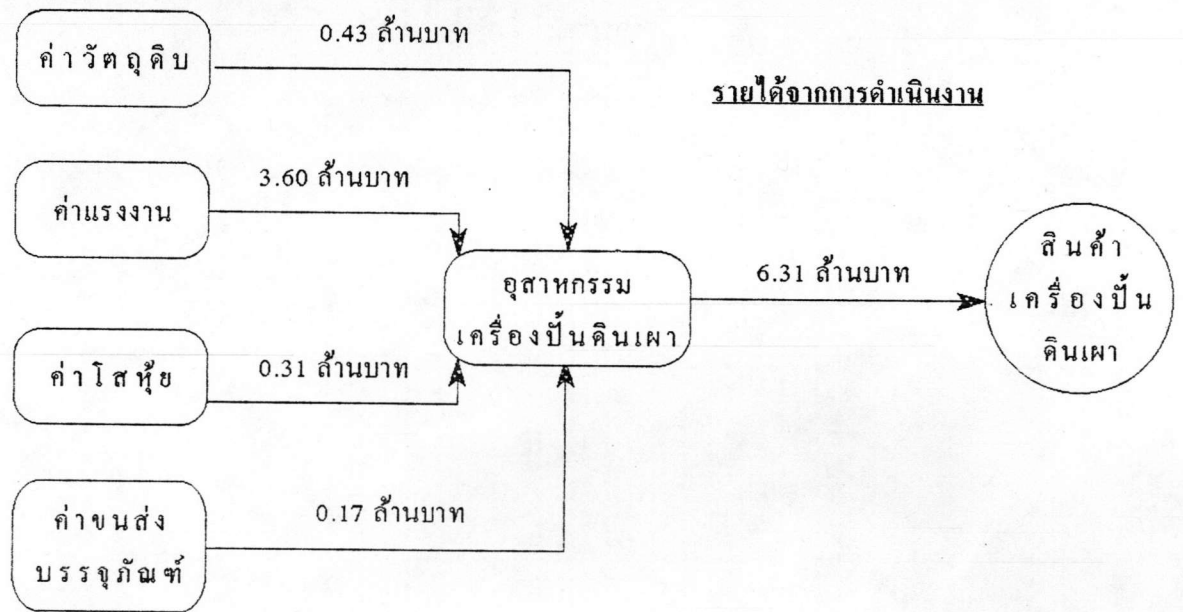 0.43 ล้านบาท
ค่าวัตถุดิบ
รายได้จากการดำเนินงาน
3.60 ล้านบาท
ค่าแรงงาน
อุสาหกรรม
เครื่องปั้นดินเผา
6.31 ล้านบาท
สินค้า
เครื่องปั้น
ดินเผา
ค่าโสหุ้ย
0.31 ล้านบาท
ค่าขนส่ง
บรรจุภัณฑ์
0.17 ล้านบาท